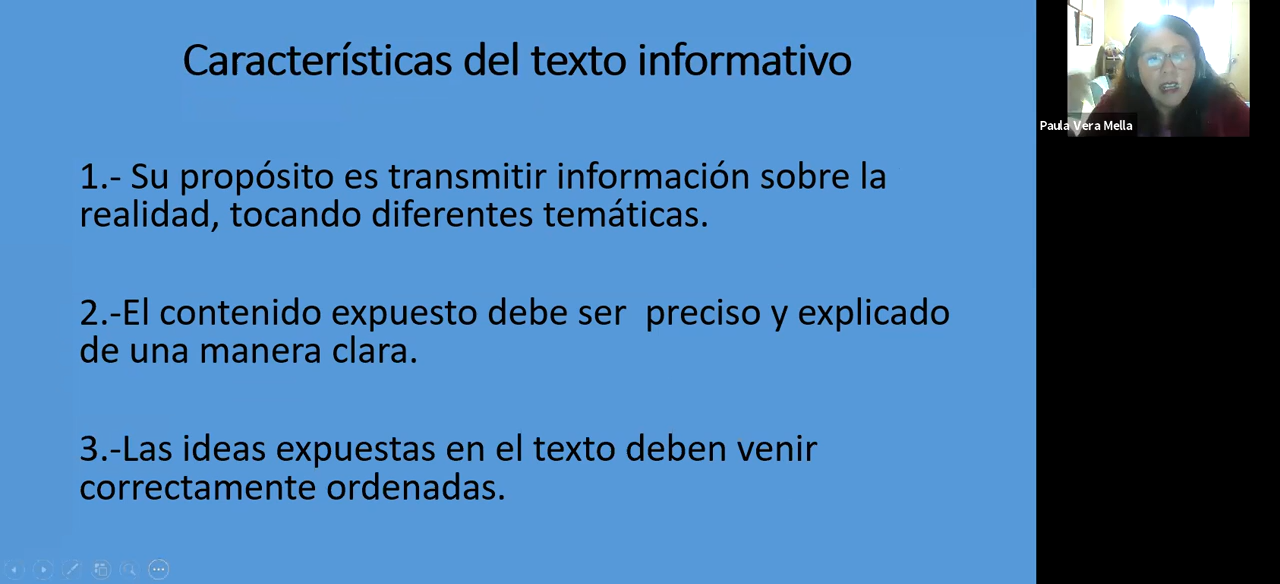 Características del texto informativo
1.- Su propósito es transmitir información sobre la
realidad, tocando diferentes temáticas.
2.-El contenido expuesto debe ser  preciso y explicado
de una manera clara.
3.-Las ideas expuestas en el texto deben venir
correctamente ordenadas.
Paula Vera Mella